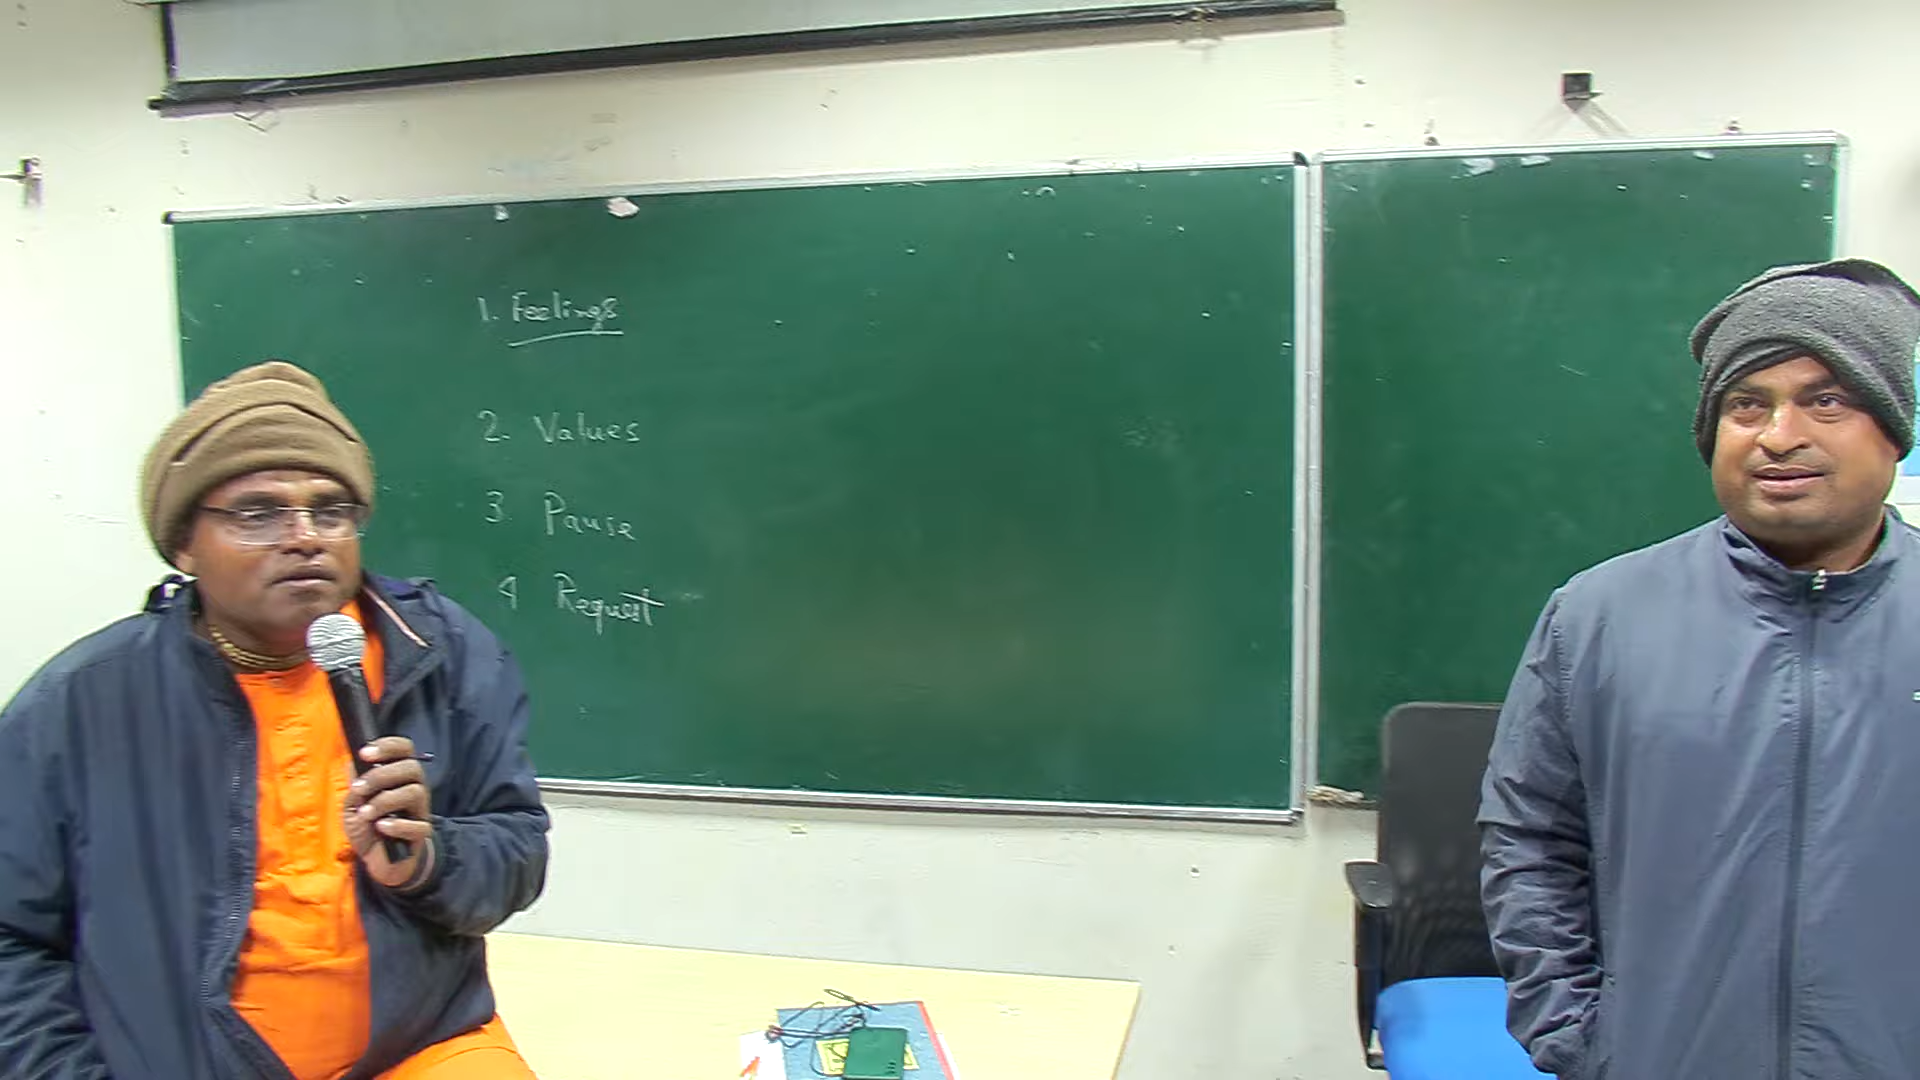 1. Feelings
2. Values
3. Pause
4 Request